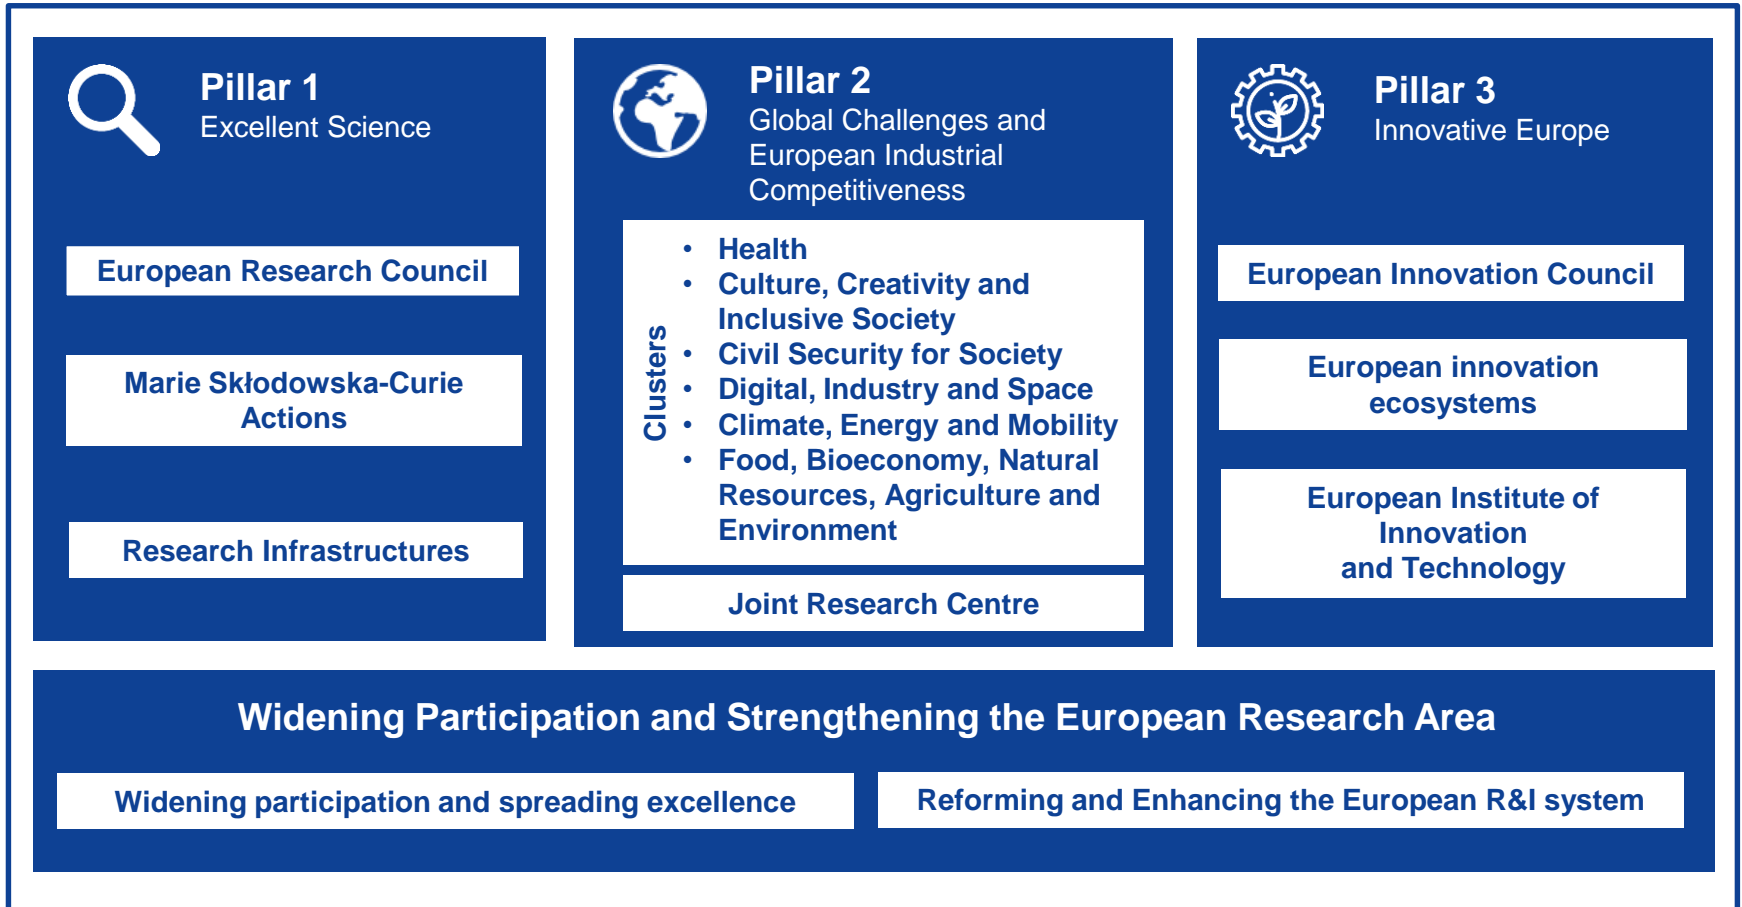 Pillar 1
Excellent Science
European Research Council
Marie Skłodowska-Curie
Actions
Research Infrastructures
Pillar 2
Global Challenges and
European Industrial
Competitiveness
Clusters
• Health
• Culture, Creativity and
Inclusive Society
• Civil Security for Society
• Digital, Industry and Space
• Climate, Energy and Mobility
• Food, Bioeconomy, Natural
Resources, Agriculture and
Environment
Joint Research Centre
Pillar 3
Innovative Europe
European Innovation Council
European innovation
ecosystems
European Institute of
Innovation
and Technology
Widening Participation and Strengthening the European Research Area
Widening participation and spreading excellence
Reforming and Enhancing the European R&I system